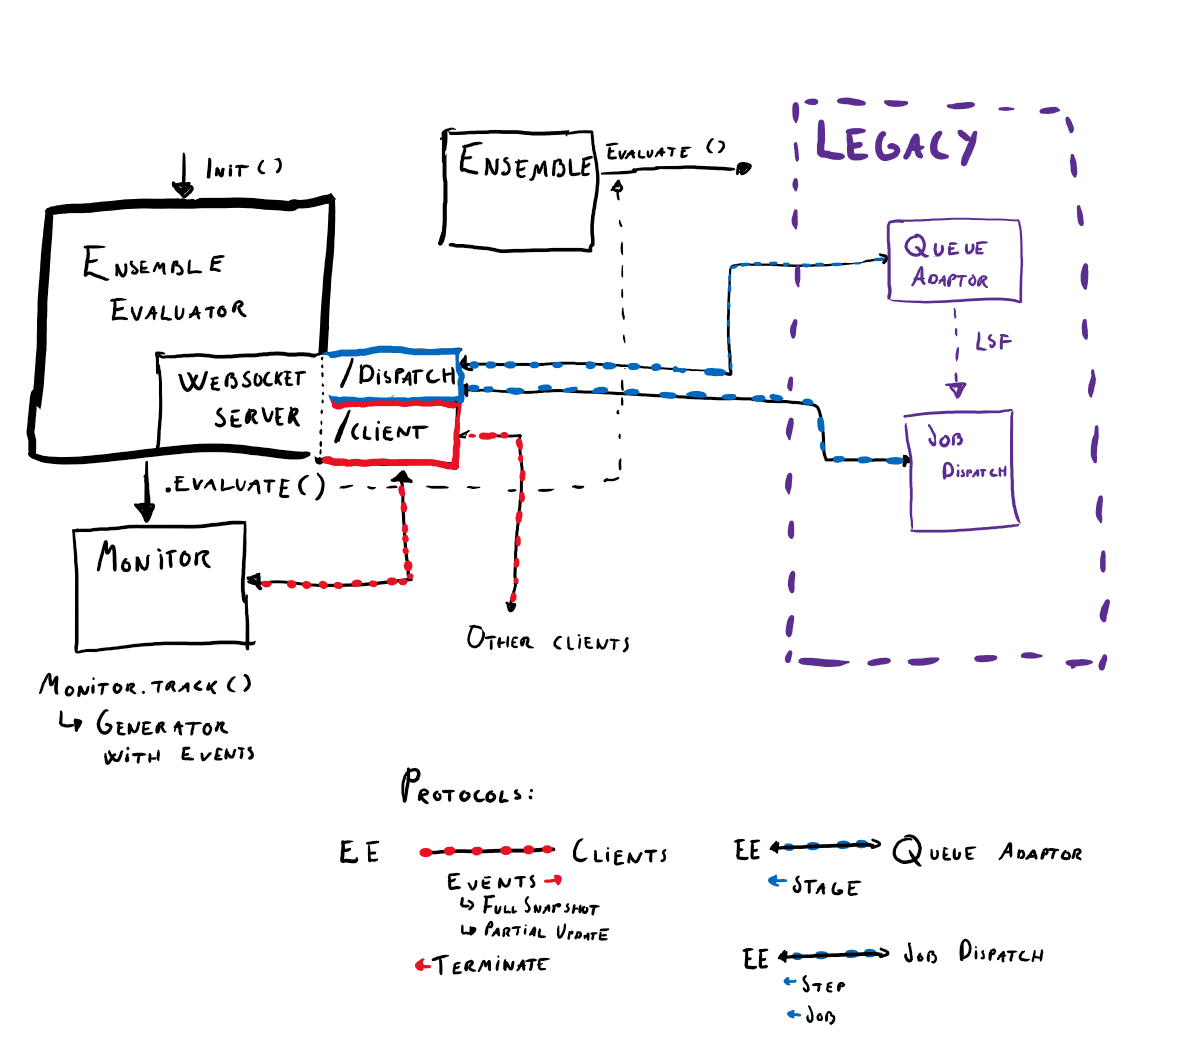 Init()
Ensemble
Evaluate ()
Legacy
Ensemble
Evaluator
Queue
Adaptor
LSF
Websocket
server
/Dispatch
/Client
Job
Dispatch
.Evaluate()
Monitor
Other clients
Monitor.track()
↳ Generator
with events
Protocols:
EE
Clients
Events →
↳ Full Snapshot
↳ Partial Update
← Terminate
EE
Queue Adaptor
← Stage
EE
Job Dispatch
← Step
← Job